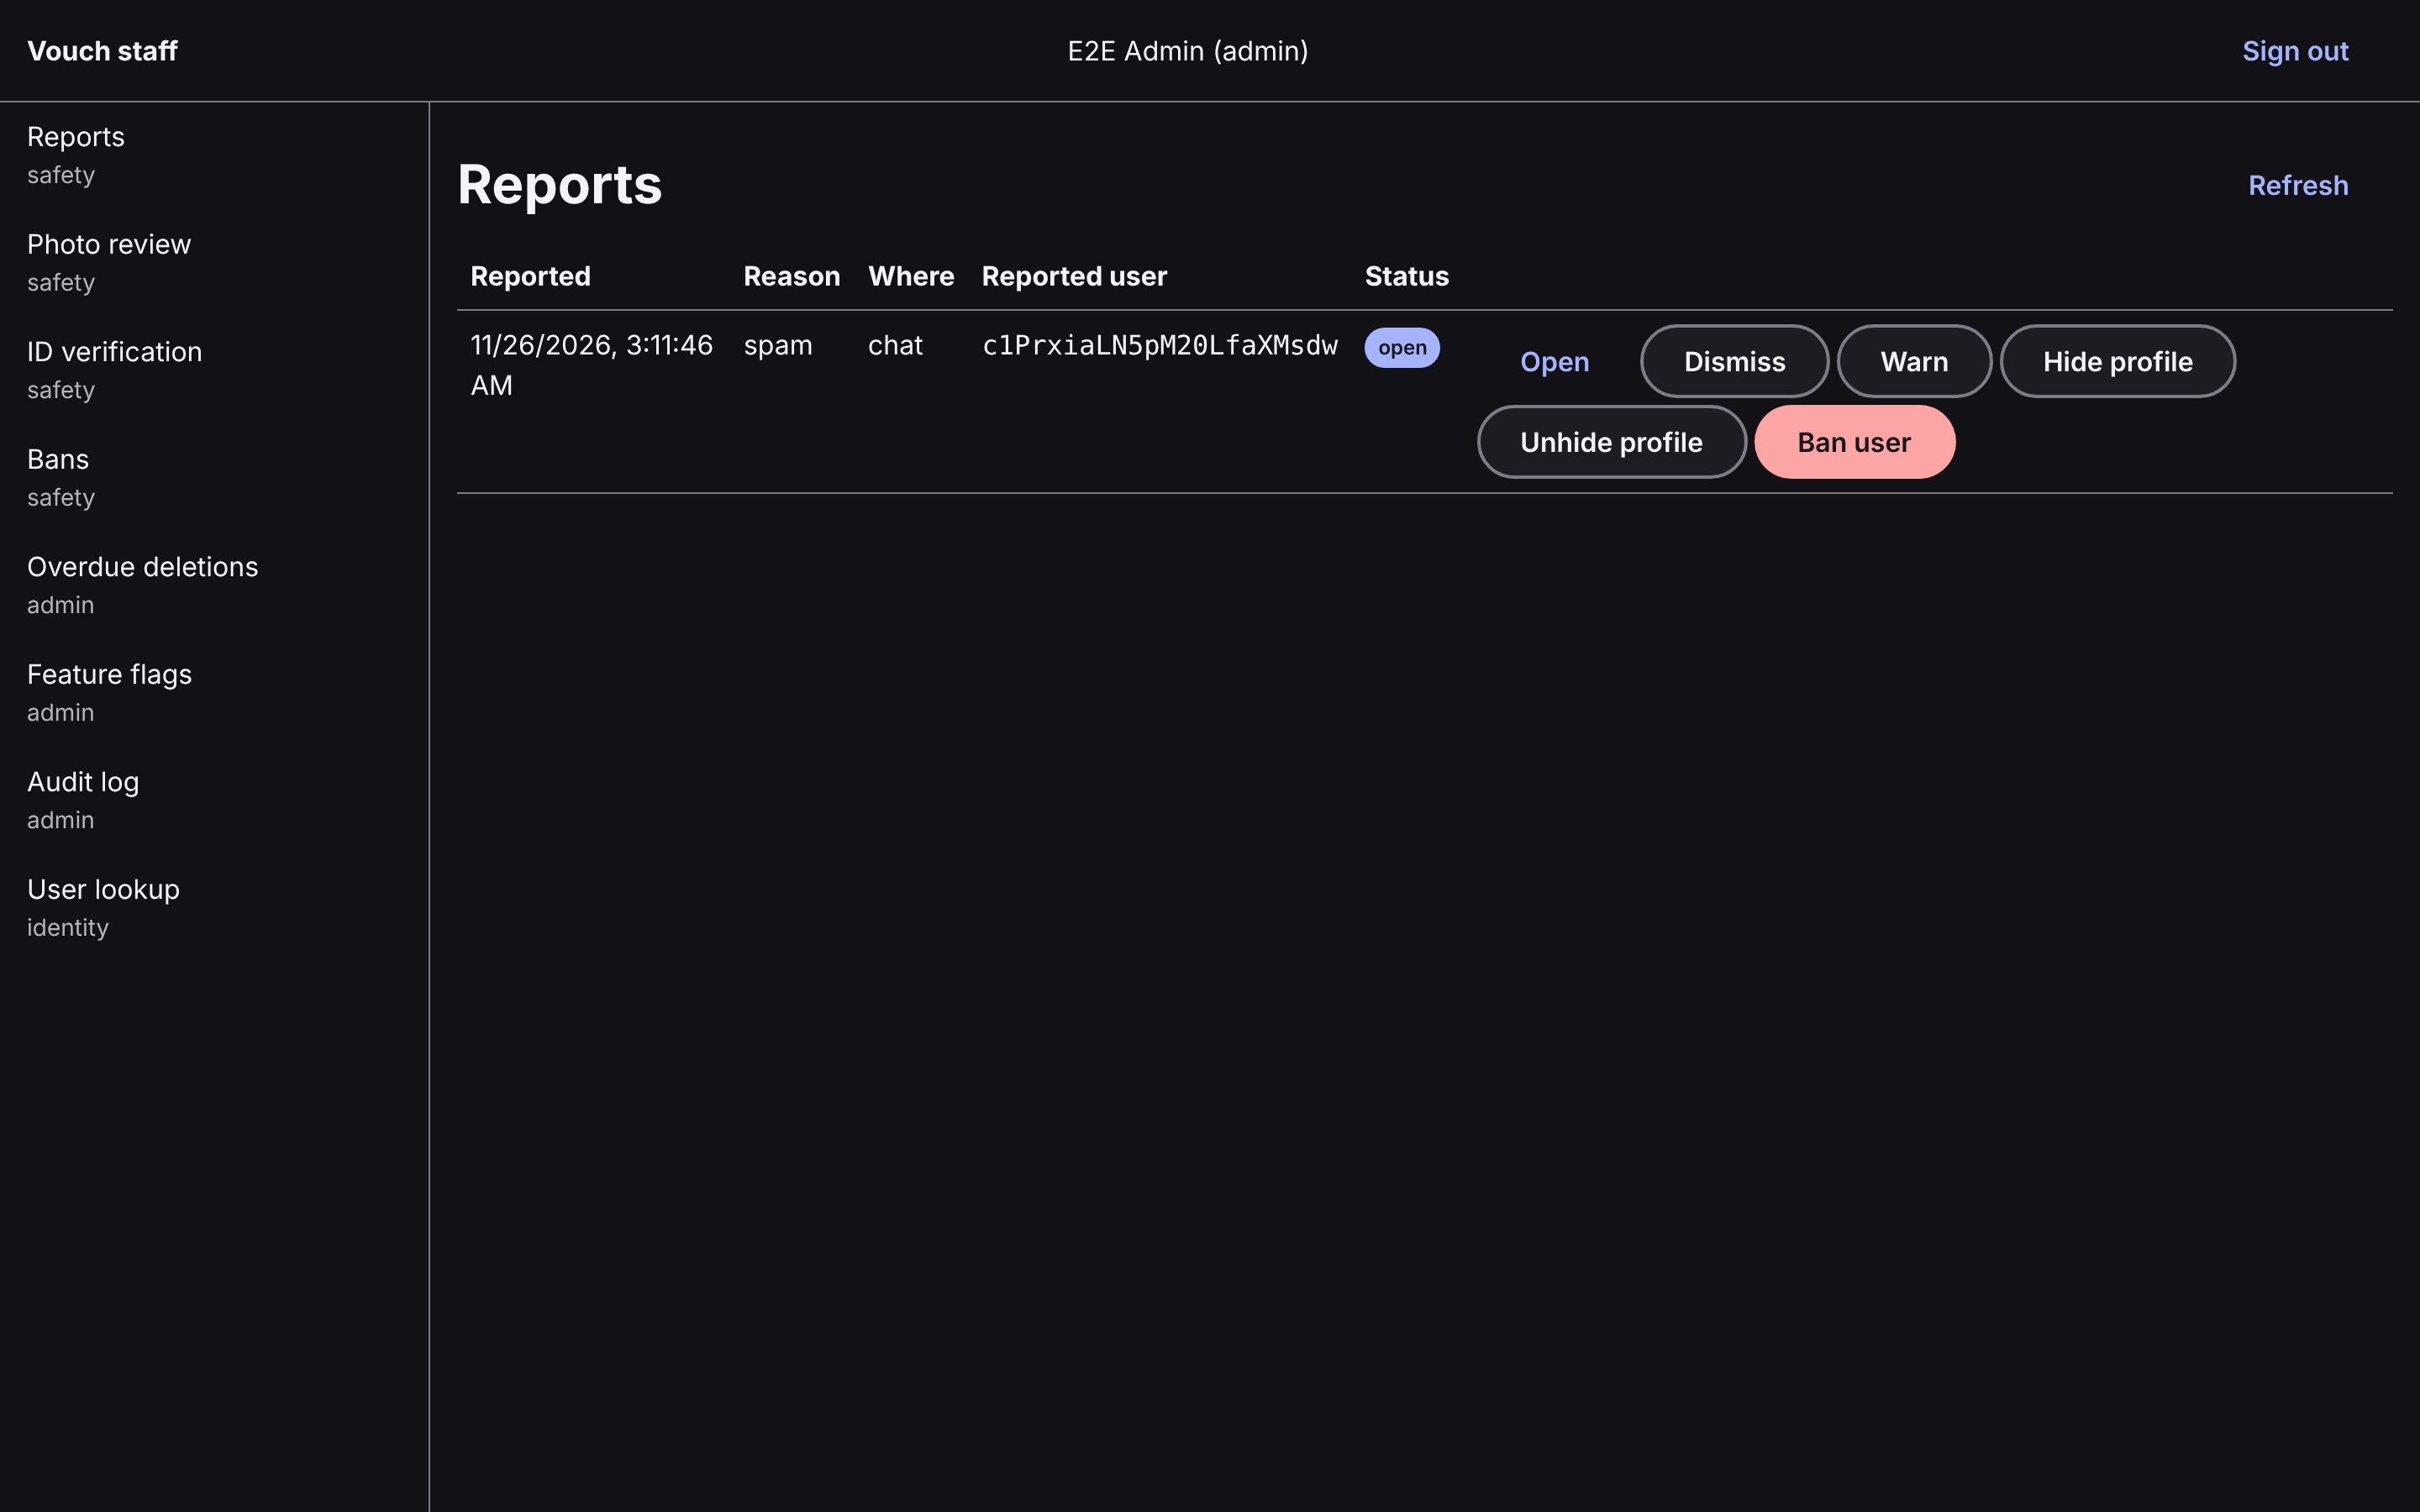 Vouch staff
E2E Admin (admin)
Sign out
Reports
safety
Photo review
safety
ID verification
safety
Bans
safety
Overdue deletions
admin
Feature flags
admin
Audit log
admin
User lookup
identity
Reports
Refresh
Reported Reason Where Reported user Status
11/26/2026, 3:11:46 spam chat c1PrxiaLN5pM20LfaXMsdw open Open Dismiss Warn Hide profile
AM
Unhide profile Ban user